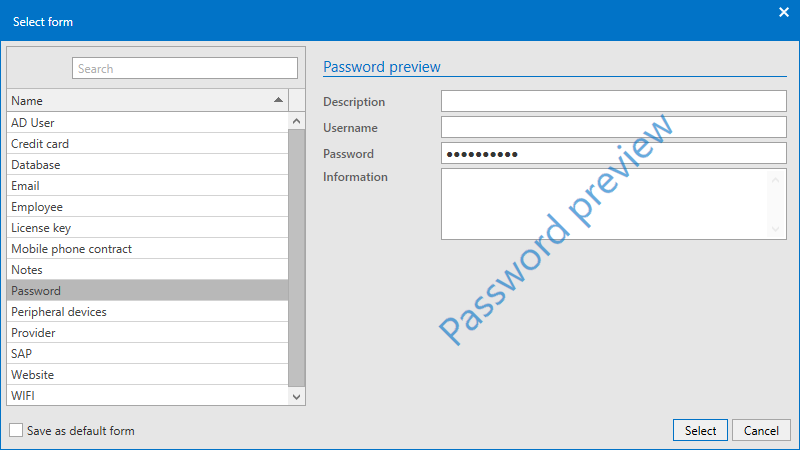 Select form
Search
Name
AD User
Credit card
Database
Email
Employee
License key
Mobile phone contract
Notes
Password
Peripheral devices
Provider
SAP
Website
WIFI
Save as default form
Password preview
Description
Username
Password
●●●●●●●●●●
Information
Password preview
Select
Cancel